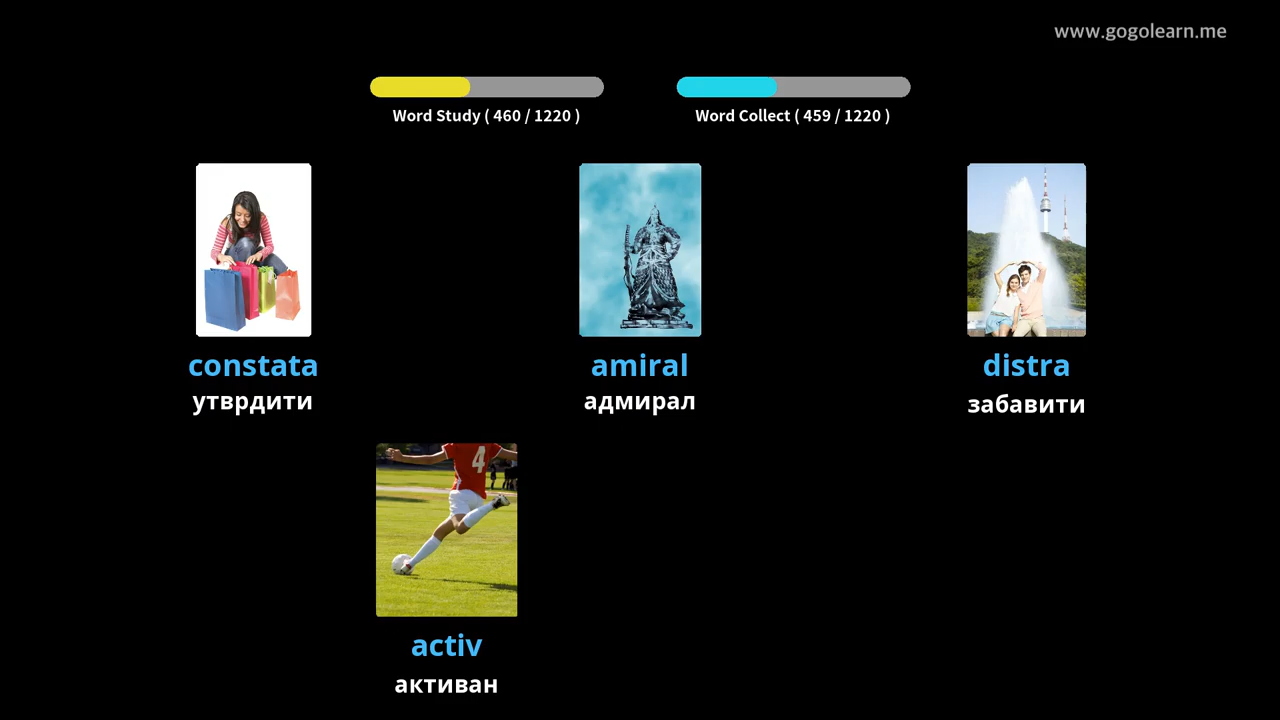 www.gogolearn.me
Word Study ( 460 / 1220 )
Word Collect ( 459 / 1220 )
constata
утврдити
amiral
адмирал
distra
забавити
4
activ
активан